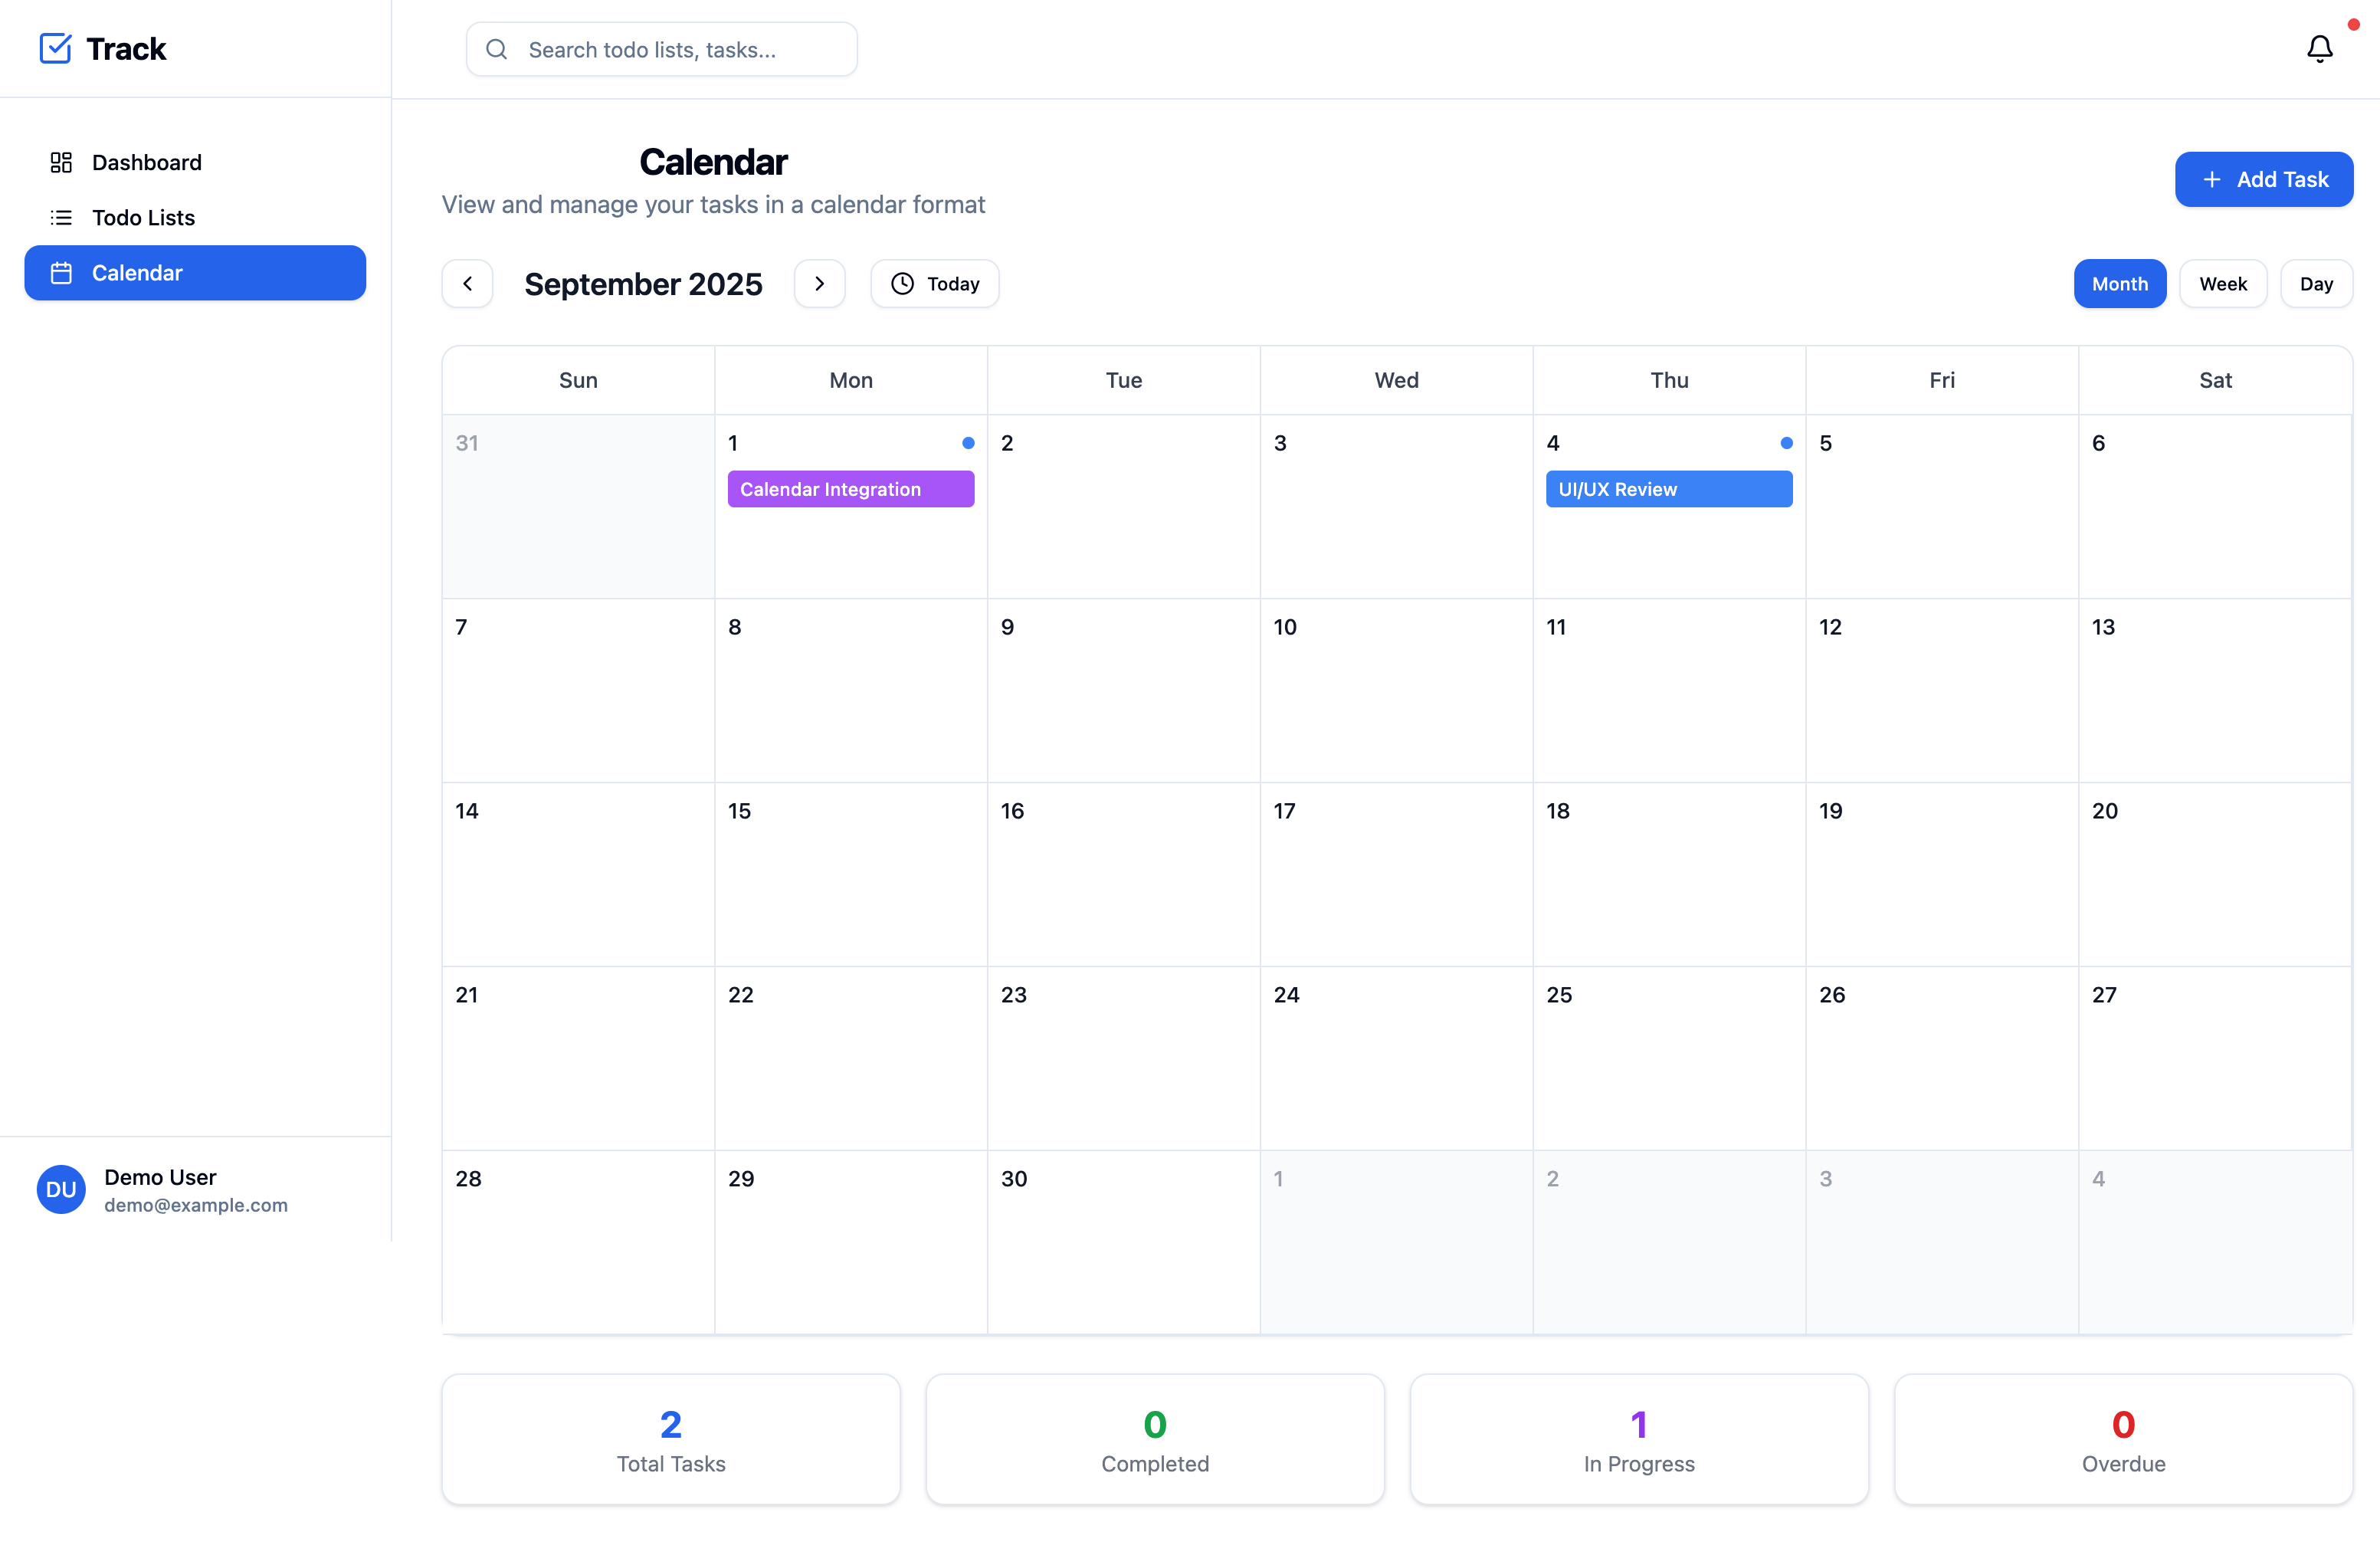 Track
Search todo lists, tasks...
Dashboard
Todo Lists
Calendar
Calendar
View and manage your tasks in a calendar format
Add Task
September 2025
Today
Month Week Day
Sun Mon Tue Wed Thu Fri Sat
31 1 2 3 4 5 6
Calendar Integration UI/UX Review
7 8 9 10 11 12 13
14 15 16 17 18 19 20
21 22 23 24 25 26 27
28 29 30 1 2 3 4
2 0 1 0
Total Tasks Completed In Progress Overdue
DU
Demo User
demo@example.com